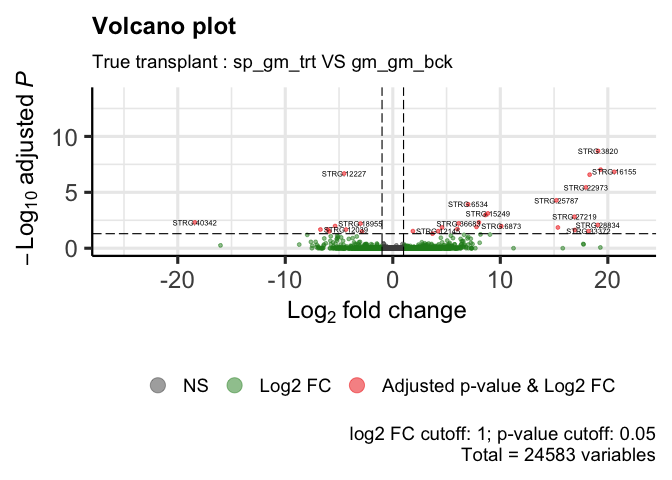 Volcano plot
True transplant : sp_gm_trt VS gm_gm_bck
− Log10 adjusted P
10
5
0
STRG.13820
STRG.12227
STRG.16155
STRG.22973
STRG.25787
STRG.6534
STRG.15249
STRG.27219
STRG.40342
STRG.18955
STRG.6873
STRG.28834
-20
-10
0
10
20
Log2 fold change
NS
Log2 FC
Adjusted p-value & Log2 FC
log2 FC cutoff: 1; p-value cutoff: 0.05
Total = 24583 variables